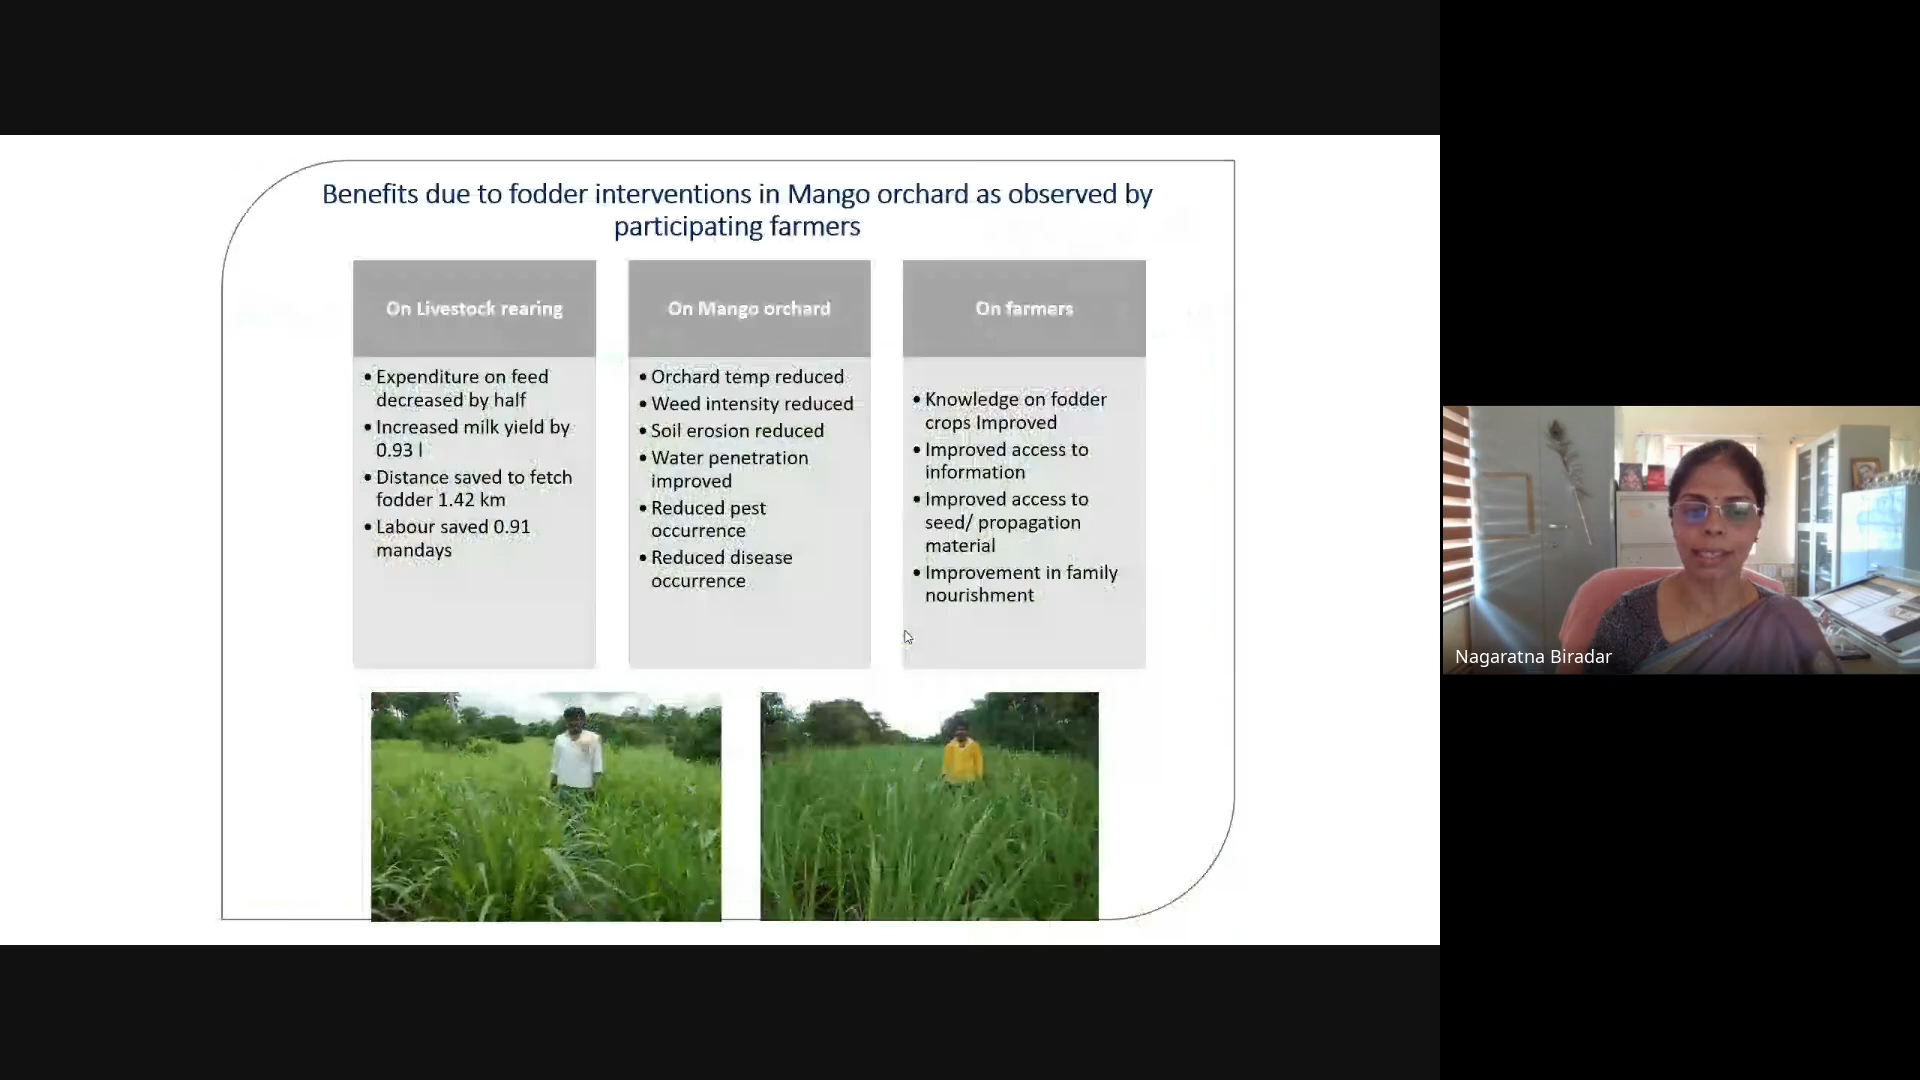 Benefits due to fodder interventions in Mango orchard as observed by
participating farmers
On Livestock rearing
• Expenditure on feed
decreased by half
• Increased milk yield by
0.93 l
• Distance saved to fetch
fodder 1.42 km
• Labour saved 0.91
mandays
On Mango orchard
• Orchard temp reduced
• Weed intensity reduced
• Soil erosion reduced
• Water penetration
improved
• Reduced pest
occurrence
• Reduced disease
occurrence
On farmers
• Knowledge on fodder
crops Improved
• Improved access to
information
• Improved access to
seed/ propagation
material
• Improvement in family
nourishment
Nagaratna Biradar